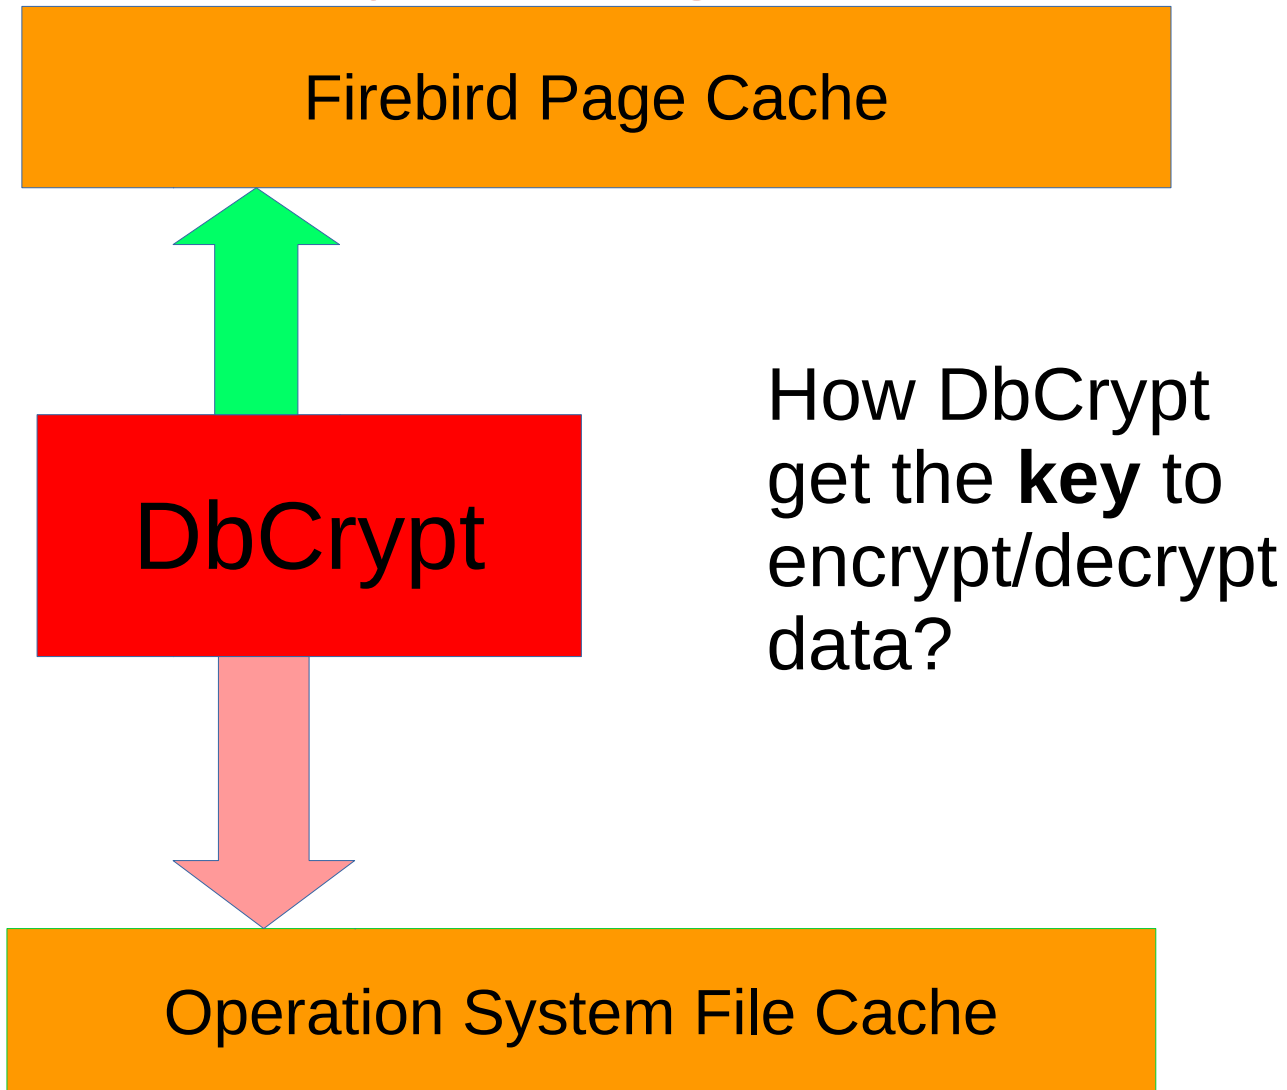 Firebird Page Cache
How DbCrypt
get the key to
encrypt/decrypt
data?
DbCrypt
Operation System File Cache